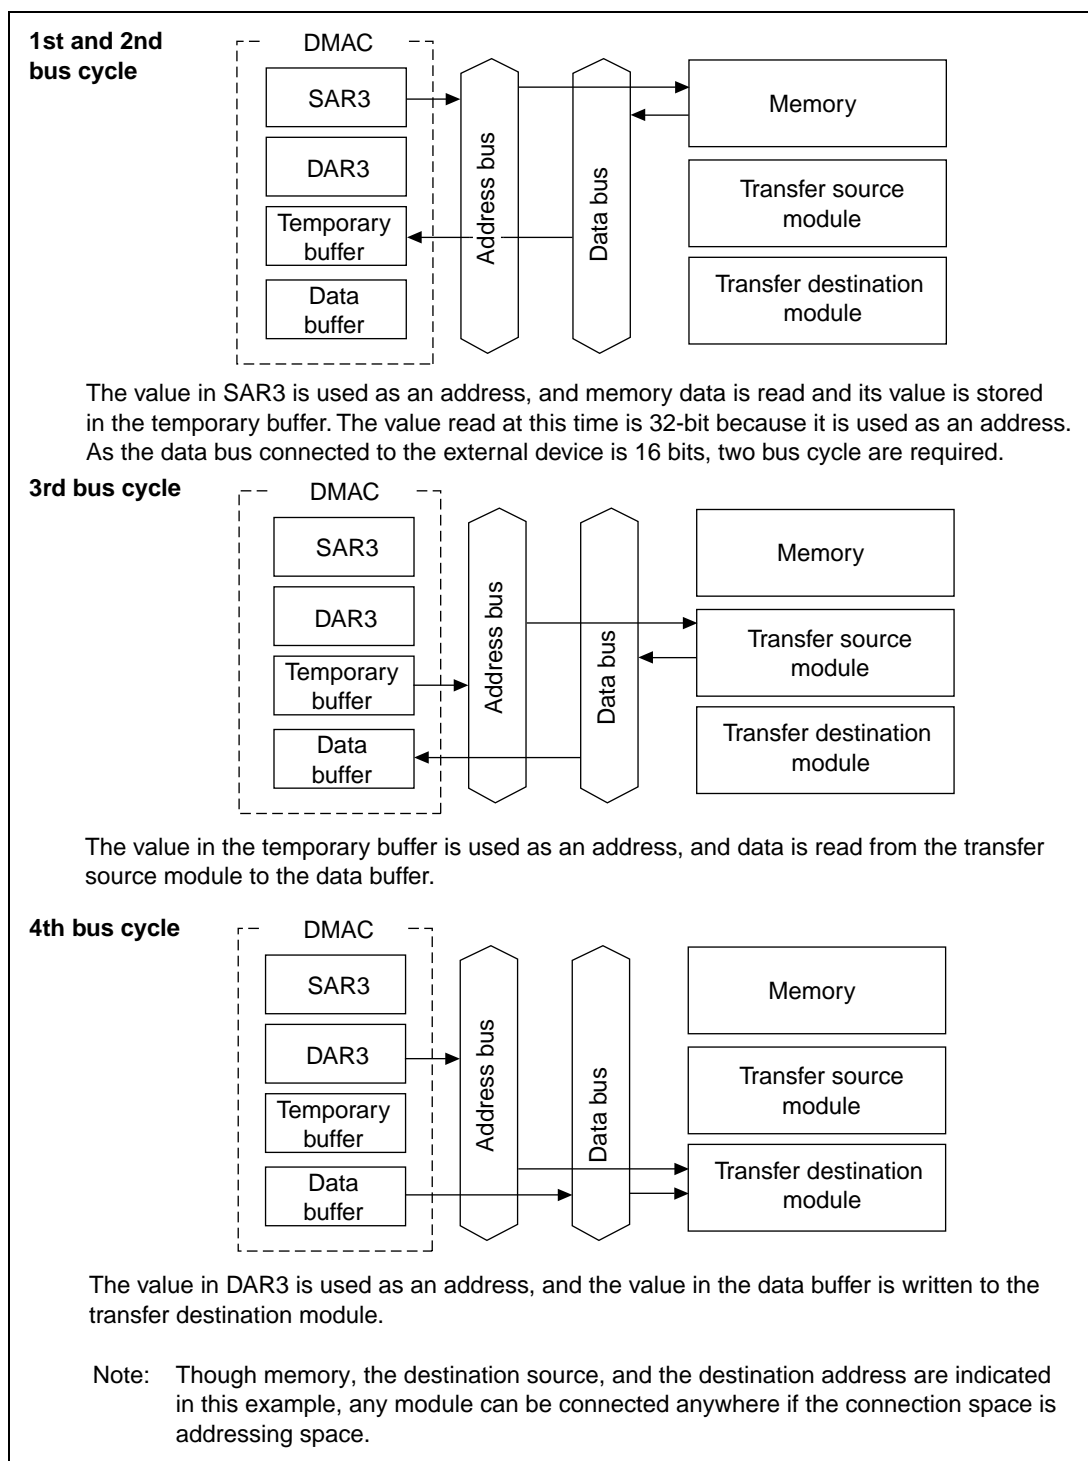 1st and 2nd
bus cycle
DMAC
SAR3
DAR3
Temporary
buffer
Data
buffer
Address bus
Data bus
Memory
Transfer source
module
Transfer destination
module
The value in SAR3 is used as an address, and memory data is read and its value is stored
in the temporary buffer. The value read at this time is 32-bit because it is used as an address.
As the data bus connected to the external device is 16 bits, two bus cycle are required.
3rd bus cycle
DMAC
SAR3
DAR3
Temporary
buffer
Data
buffer
Address bus
Data bus
Memory
Transfer source
module
Transfer destination
module
The value in the temporary buffer is used as an address, and data is read from the transfer
source module to the data buffer.
4th bus cycle
DMAC
SAR3
DAR3
Temporary
buffer
Data
buffer
Address bus
Data bus
Memory
Transfer source
module
Transfer destination
module
The value in DAR3 is used as an address, and the value in the data buffer is written to the
transfer destination module.
Note: Though memory, the destination source, and the destination address are indicated
in this example, any module can be connected anywhere if the connection space is
addressing space.